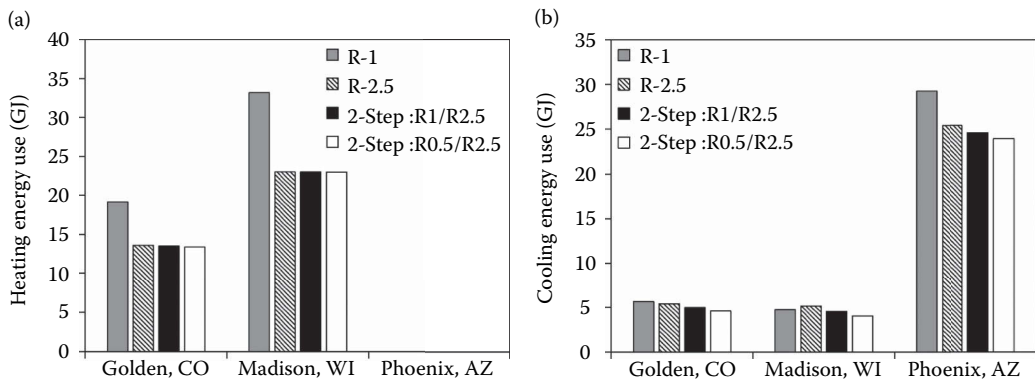 (a)
Heating energy use (GJ)
40
35
30
25
20
15
10
5
0
R-1
R-2.5
2-Step :R1/R2.5
2-Step :R0.5/R2.5
Golden, CO Madison, WI Phoenix, AZ
(b)
Cooling energy use (GJ)
35
30
25
20
15
10
5
0
R-1
R-2.5
2-Step :R1/R2.5
2-Step :R0.5/R2.5
Golden, CO Madison, WI Phoenix, AZ